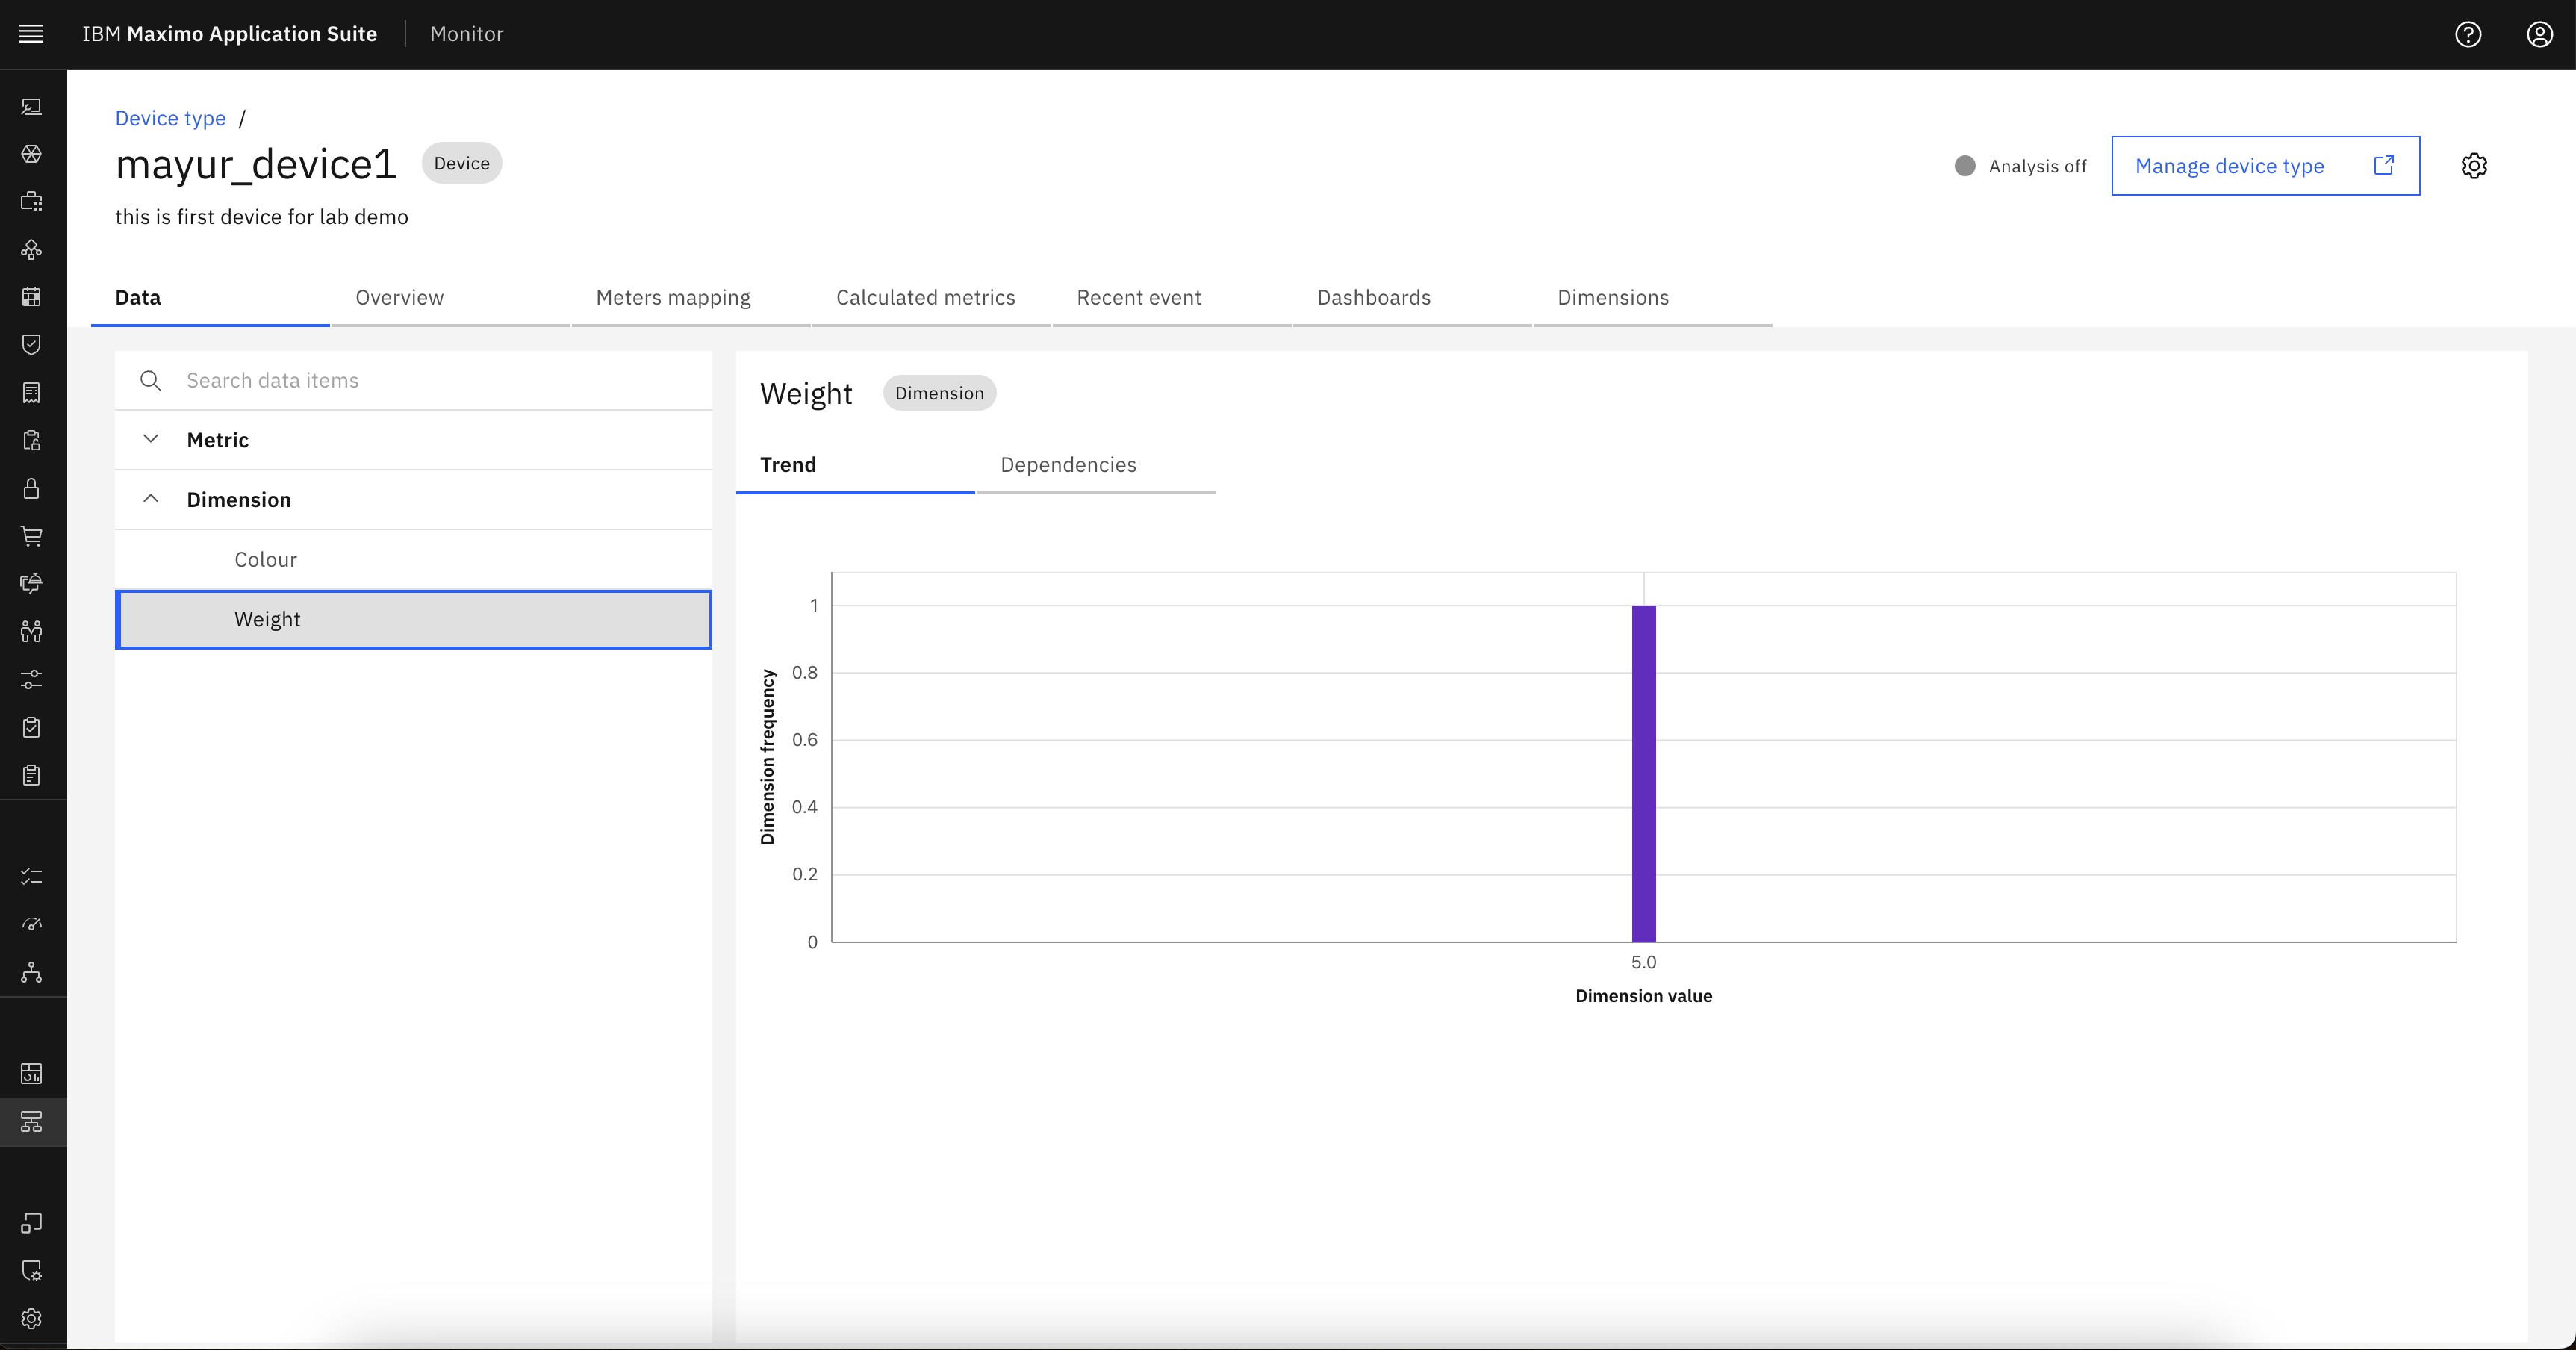 IBM Maximo Application Suite | Monitor
Device type /
mayur_device1 Device
this is first device for lab demo
Analysis off
Manage device type
Data Overview Meters mapping Calculated metrics Recent event Dashboards Dimensions
Search data items
Metric
Dimension
Colour
Weight
Weight Dimension
Trend Dependencies
Dimension frequency
1
0.8
0.6
0.4
0.2
0
5.0
Dimension value